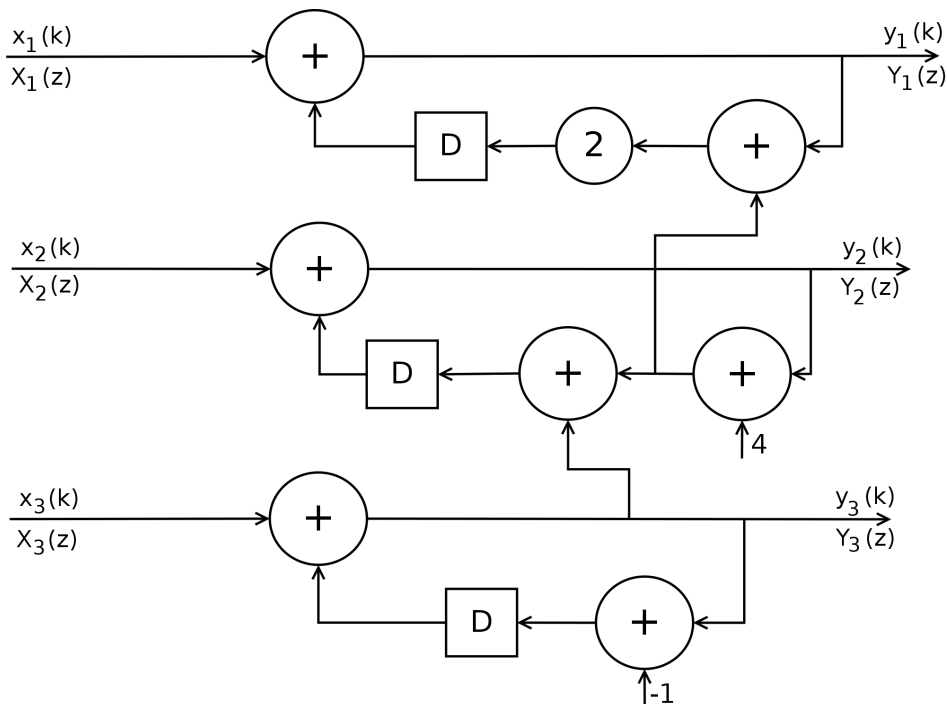 x₁(k)
y₁(k)
X₁(z)
+
Y₁(z)
D
2
+
x₂(k)
y₂(k)
X₂(z)
+
Y₂(z)
D
+
+
4
x₃(k)
y₃(k)
X₃(z)
+
Y₃(z)
D
+
-1